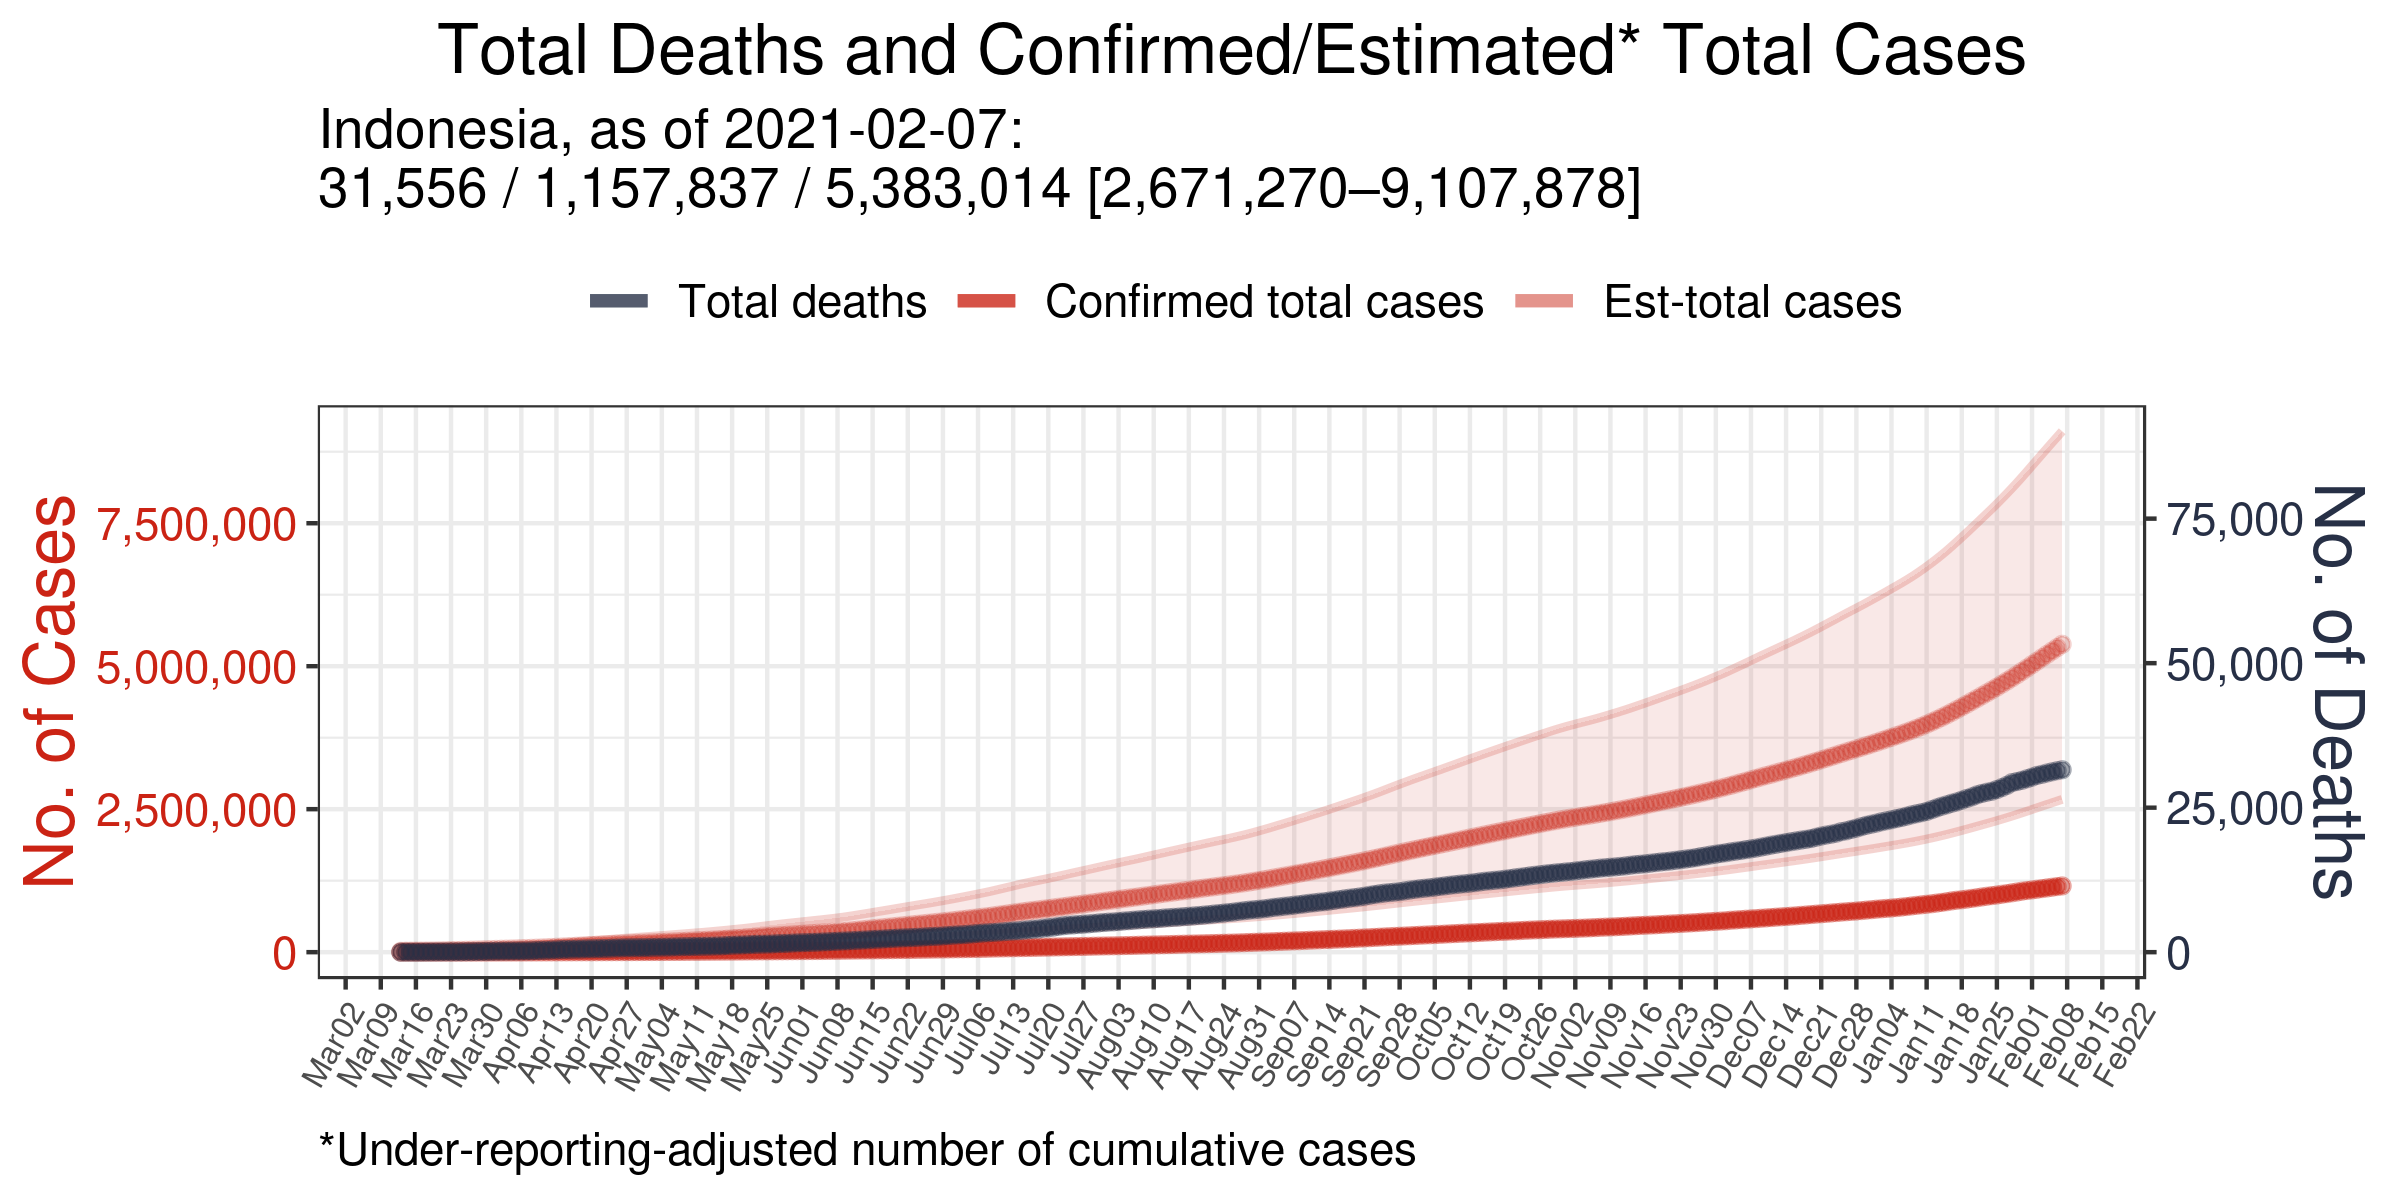 Total Deaths and Confirmed/Estimated* Total Cases
Indonesia, as of 2021-02-07:
31,556 / 1,157,837 / 5,383,014 [2,671,270–9,107,878]
Total deaths
Confirmed total cases
Est-total cases
No. of Cases
7,500,000
5,000,000
2,500,000
0
75,000
50,000
25,000
0
No. of Deaths
Mar02
Mar09
Mar16
Mar23
Mar30
Apr06
Apr13
Apr20
Apr27
May04
May11
May18
May25
Jun01
Jun08
Jun15
Jun22
Jun29
Jul06
Jul13
Jul20
Jul27
Aug03
Aug10
Aug17
Aug24
Aug31
Sep07
Sep14
Sep21
Sep28
Oct05
Oct12
Oct19
Oct26
Nov02
Nov09
Nov16
Nov23
Nov30
Dec07
Dec14
Dec21
Dec28
Jan04
Jan11
Jan18
Jan25
Feb01
Feb08
Feb15
Feb22
*Under-reporting-adjusted number of cumulative cases